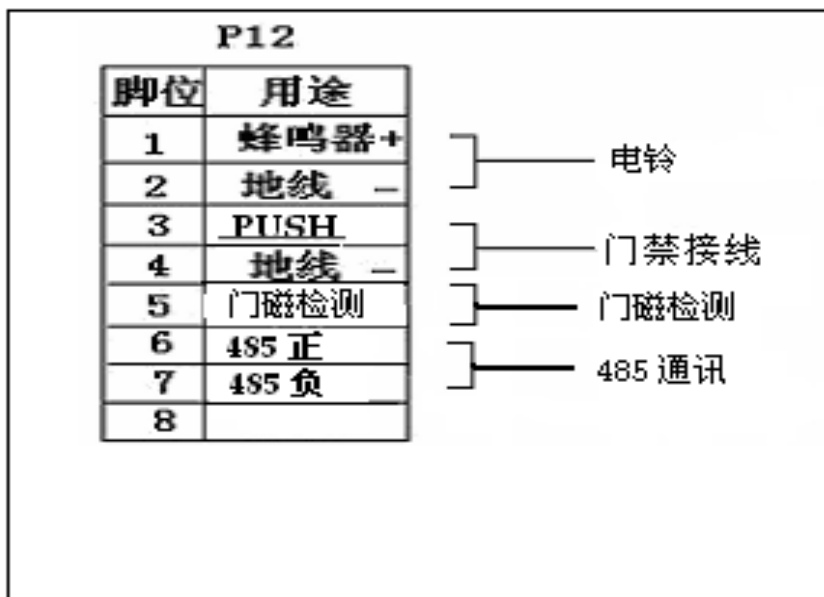 P12
脚位 用途
1 蜂鸣器+
电铃
2 地线 -
3 PUSH
门禁接线
4 地线 -
5 门磁检测 门磁检测
6 485 正
485 通讯
7 485 负
8